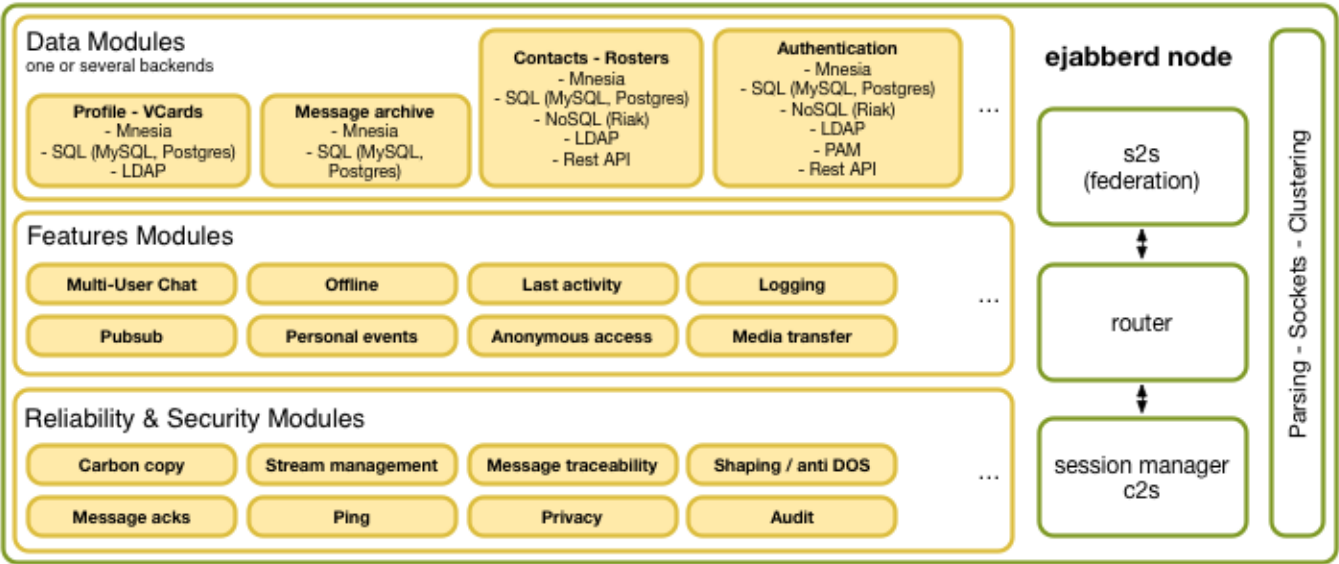 Data Modules
one or several backends
Profile - VCards
- Mnesia
- SQL (MySQL, Postgres)
- LDAP
Message archive
- Mnesia
- SQL (MySQL,
Postgres)
Contacts - Rosters
- Mnesia
- SQL (MySQL, Postgres)
- NoSQL (Riak)
- LDAP
- Rest API
Authentication
- Mnesia
- SQL (MySQL, Postgres)
- NoSQL (Riak)
- LDAP
- PAM
- Rest API
...
Features Modules
Multi-User Chat
Offline
Last activity
Logging
Pubsub
Personal events
Anonymous access
Media transfer
...
Reliability & Security Modules
Carbon copy
Stream management
Message traceability
Shaping / anti DOS
Message acks
Ping
Privacy
Audit
...
ejabberd node
s2s
(federation)
router
session manager
c2s
Parsing - Sockets - Clustering